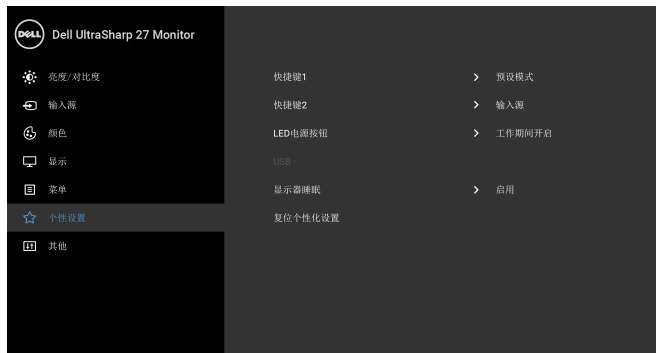 DELL Dell UltraSharp 27 Monitor
亮度/对比度
输入源
颜色
显示
菜单
个性设置
其他
快捷键1 预设模式
快捷键2 输入源
LED电源按钮 工作期间开启
USB
显示器睡眠 启用
复位个性化设置